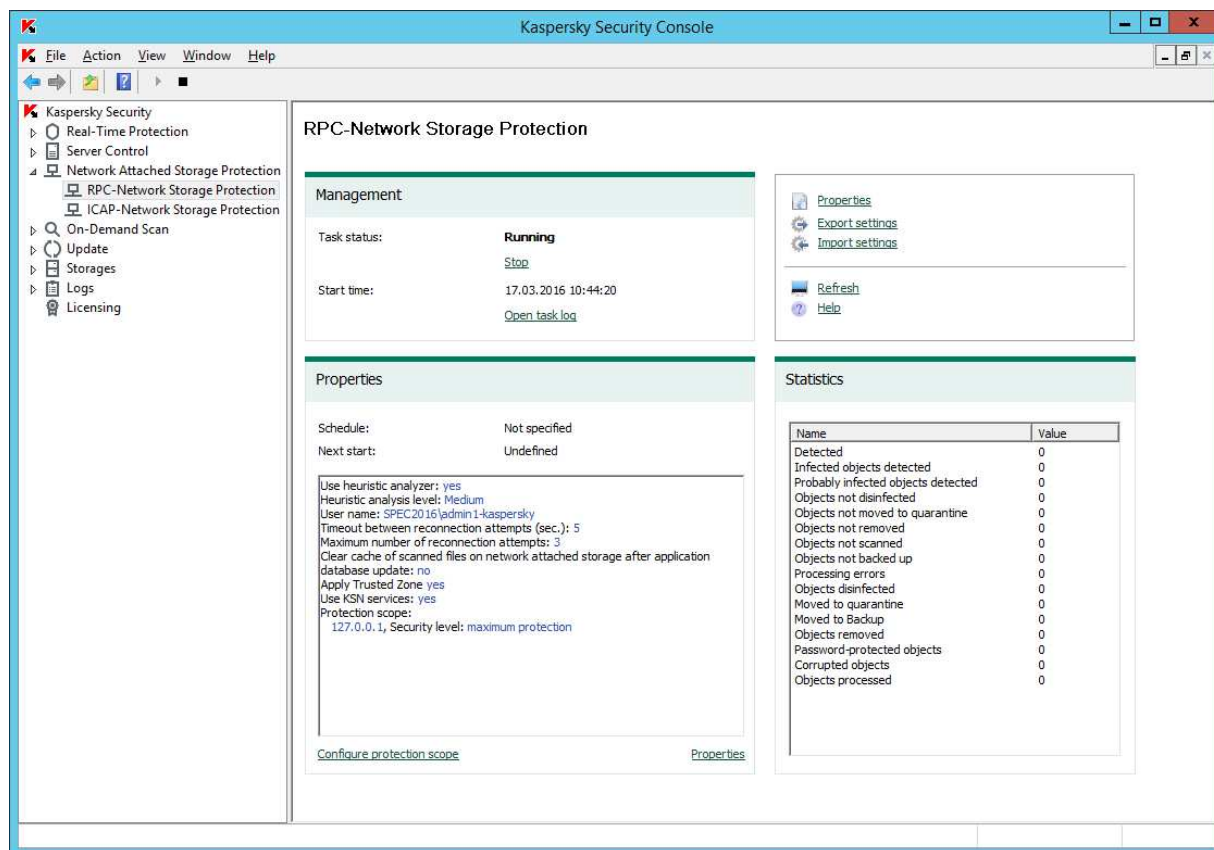 Kaspersky Security Console
File Action View Window Help
Kaspersky Security
Real-Time Protection
Server Control
Network Attached Storage Protection
RPC-Network Storage Protection
ICAP-Network Storage Protection
On-Demand Scan
Update
Storages
Logs
Licensing
RPC-Network Storage Protection
Management
Task status: Running
Stop
Start time: 17.03.2016 10:44:20
Open task log
Properties
Export settings
Import settings
Refresh
Help
Properties
Schedule: Not specified
Next start: Undefined
Use heuristic analyzer: yes
Heuristic analysis level: Medium
User name: SPEC2016\admin1-kaspersky
Timeout between reconnection attempts (sec.): 5
Maximum number of reconnection attempts: 3
Clear cache of scanned files on network attached storage after application
database update: no
Apply Trusted Zone yes
Use KSN services: yes
Protection scope:
127.0.0.1, Security level: maximum protection
Configure protection scope Properties
Statistics
Name Value
Detected 0
Infected objects detected 0
Probably infected objects detected 0
Objects not disinfected 0
Objects not moved to quarantine 0
Objects not removed 0
Objects not scanned 0
Objects not backed up 0
Processing errors 0
Objects disinfected 0
Moved to quarantine 0
Moved to Backup 0
Objects removed 0
Password-protected objects 0
Corrupted objects 0
Objects processed 0